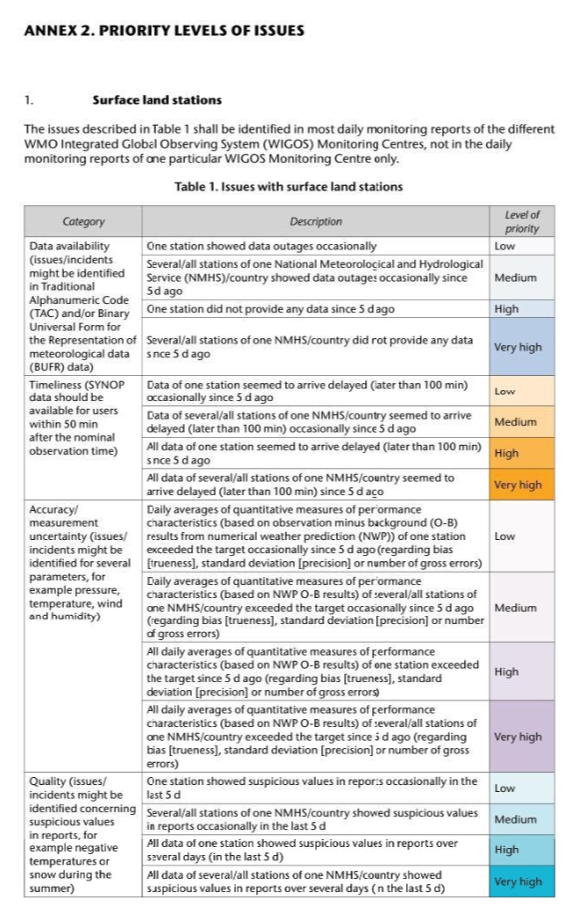 ANNEX 2. PRIORITY LEVELS OF ISSUES
1. Surface land stations
The issues described in Table 1 shall be identified in most daily monitoring reports of the different
WMO Integrated Global Observing System (WIGOS) Monitoring Centres, not in the daily
monitoring reports of one particular WIGOS Monitoring Centre only.
Table 1. Issues with surface land stations
Category
Description
Level of
priority
Data availability
(issues/incidents
might be identified
in Traditional
Alphanumeric Code
(TAC) and/or Binary
Universal Form for
the Representation of
meteorological data
(BUFR) data)
One station showed data outages occasionally
Low
Several/all stations of one National Meteorological and Hydrological
Service (NMHS)/country showed data outages occasionally since
5 d ago
Medium
One station did not provide any data since 5 d ago
High
Several/all stations of one NMHS/country did not provide any data
since 5 d ago
Very high
Timeliness (SYNOP
data should be
available for users
within 50 min
after the nominal
observation time)
Data of one station seemed to arrive delayed (later than 100 min)
occasionally since 5 d ago
Low
Data of several/all stations of one NMHS/country seemed to arrive
delayed (later than 100 min) occasionally since 5 d ago
Medium
All data of one station seemed to arrive delayed (later than 100 min)
since 5 d ago
High
All data of several/all stations of one NMHS/country seemed to
arrive delayed (later than 100 min) since 5 d ago
Very high
Accuracy/
measurement
uncertainty (issues/
incidents might be
identified for several
parameters, for
example pressure,
temperature, wind
and humidity)
Daily averages of quantitative measures of performance
characteristics (based on observation minus background (O-B)
results from numerical weather prediction (NWP)) of one station
exceeded the target occasionally since 5 d ago (regarding bias
[trueness], standard deviation [precision] or number of gross errors)
Low
Daily averages of quantitative measures of performance
characteristics (based on NWP O-B results) of several/all stations of
one NMHS/country exceeded the target occasionally since 5 d ago
(regarding bias [trueness], standard deviation [precision] or number
of gross errors)
Medium
All daily averages of quantitative measures of performance
characteristics (based on NWP O-B results) of one station exceeded
the target since 5 d ago (regarding bias [trueness], standard
deviation [precision] or number of gross errors)
High
All daily averages of quantitative measures of performance
characteristics (based on NWP O-B results) of several/all stations of
one NMHS/country exceeded the target since 5 d ago (regarding
bias [trueness], standard deviation [precision] or number of gross
errors)
Very high
Quality (issues/
incidents might be
identified concerning
suspicious values
in reports, for
example negative
temperatures or
snow during the
summer)
One station showed suspicious values in reports occasionally in the
last 5 d
Low
Several/all stations of one NMHS/country showed suspicious values
in reports occasionally in the last 5 d
Medium
All data of one station showed suspicious values in reports over
several days (in the last 5 d)
High
All data of several/all stations of one NMHS/country showed
suspicious values in reports over several days (in the last 5 d)
Very high